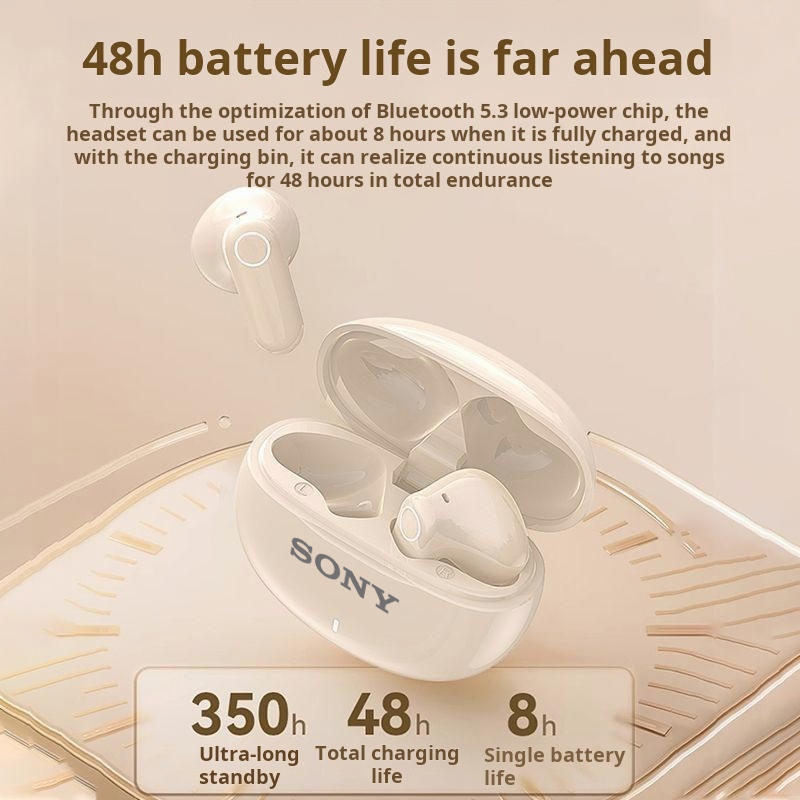 48h battery life is far ahead
Through the optimization of Bluetooth 5.3 low-power chip, the
headset can be used for about 8 hours when it is fully charged, and
with the charging bin, it can realize continuous listening to songs
for 48 hours in total endurance
L
R
SONY
350h 48h 8h
Ultra-long Total charging Single battery
standby life life